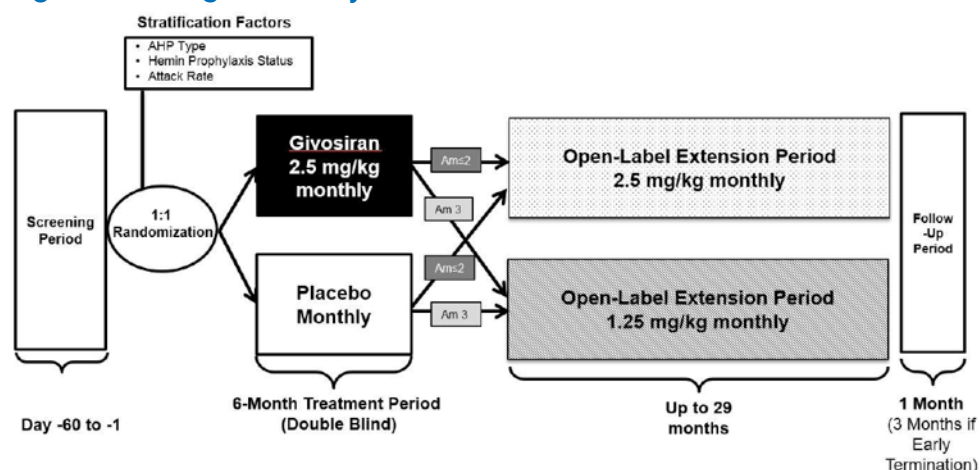 Stratification Factors
• AHP Type
• Hemin Prophylaxis Status
• Attack Rate
Screening
Period
1:1
Randomization
Givosiran
2.5 mg/kg
monthly
Placebo
Monthly
Am≤2
Am 3
Am≤2
Am 3
Open-Label Extension Period
2.5 mg/kg monthly
Open-Label Extension Period
1.25 mg/kg monthly
Follow
-Up
Period
Day -60 to -1
6-Month Treatment Period
(Double Blind)
Up to 29
months
1 Month
(3 Months if
Early
Termination)